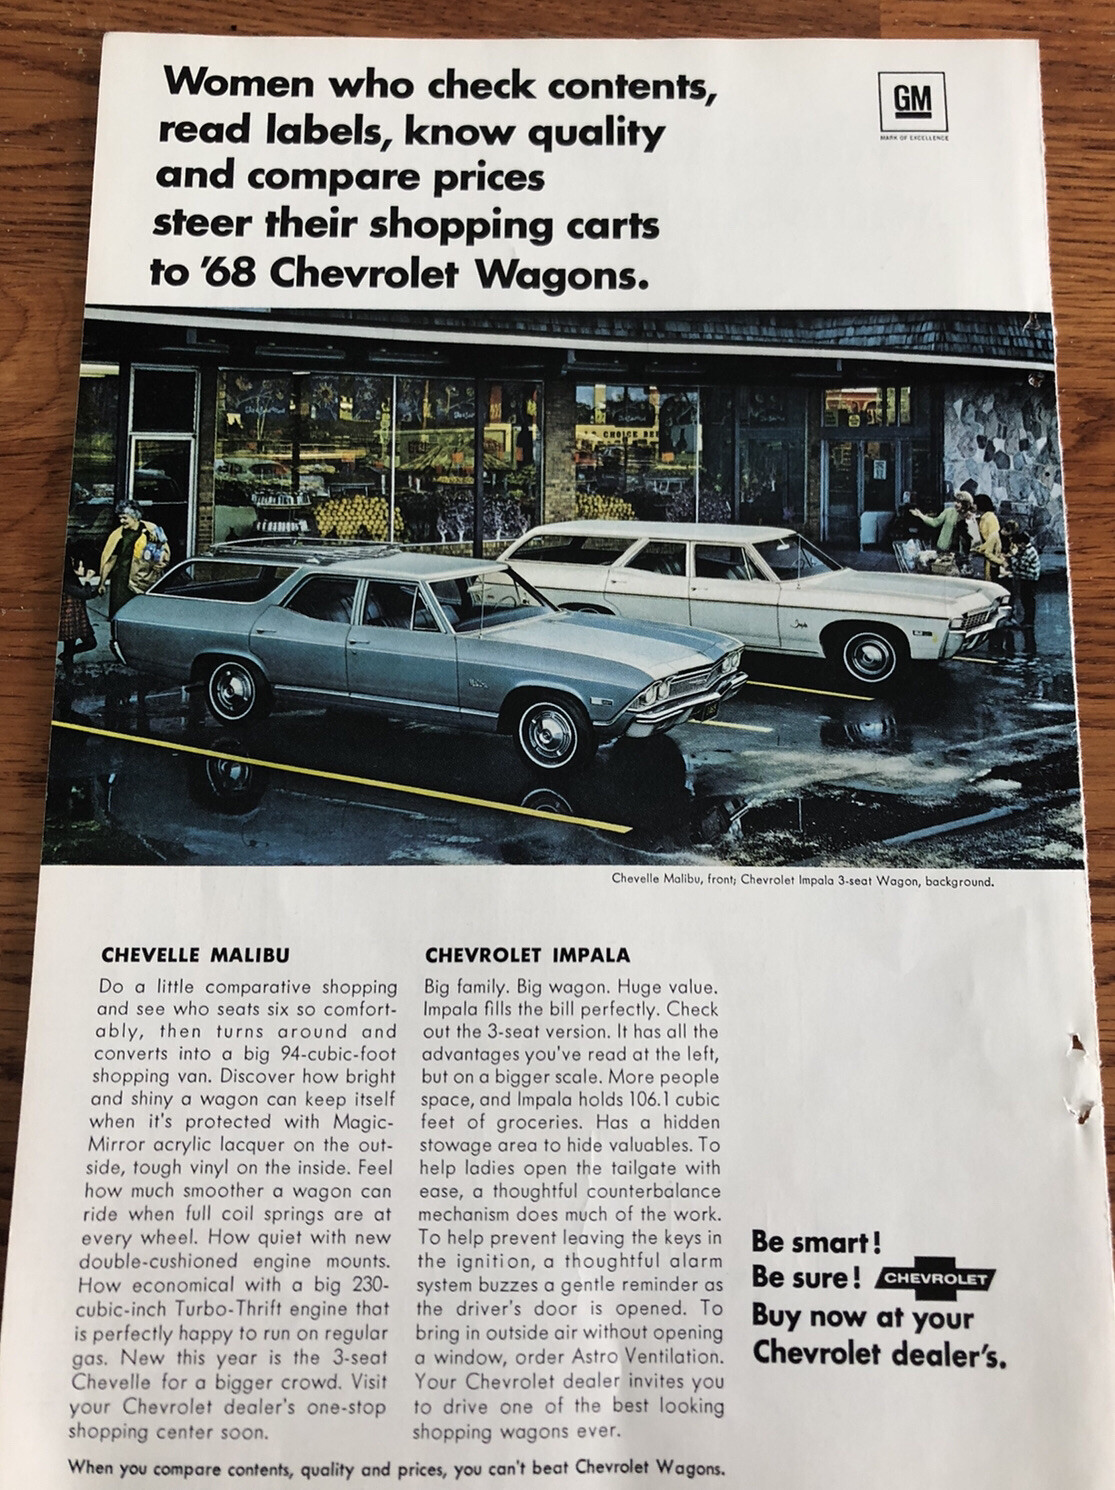 Women who check contents,
read labels, know quality
and compare prices
steer their shopping carts
to '68 Chevrolet Wagons.
GM
MARK OF EXCELLENCE
CHOICE
Chevelle Malibu, front; Chevrolet Impala 3-seat Wagon, background.
CHEVELLE MALIBU
Do a little comparative shopping
and see who seats six so comfort-
ably, then turns around and
converts into a big 94-cubic-foot
shopping van. Discover how bright
and shiny a wagon can keep itself
when it's protected with Magic-
Mirror acrylic lacquer on the out-
side, tough vinyl on the inside. Feel
how much smoother a wagon can
ride when full coil springs are at
every wheel. How quiet with new
double-cushioned engine mounts.
How economical with a big 230-
cubic-inch Turbo-Thrift engine that
is perfectly happy to run on regular
gas. New this year is the 3-seat
Chevelle for a bigger crowd. Visit
your Chevrolet dealer's one-stop
shopping center soon.
CHEVROLET IMPALA
Big family. Big wagon. Huge value.
Impala fills the bill perfectly. Check
out the 3-seat version. It has all the
advantages you've read at the left,
but on a bigger scale. More people
space, and Impala holds 106.1 cubic
feet of groceries. Has a hidden
stowage area to hide valuables. To
help ladies open the tailgate with
ease, a thoughtful counterbalance
mechanism does much of the work.
To help prevent leaving the keys in
the ignition, a thoughtful alarm
system buzzes a gentle reminder as
the driver's door is opened. To
bring in outside air without opening
a window, order Astro Ventilation.
Your Chevrolet dealer invites you
to drive one of the best looking
shopping wagons ever.
Be smart!
Be sure! CHEVROLET
Buy now at your
Chevrolet dealer's.
When you compare contents, quality and prices, you can't beat Chevrolet Wagons.